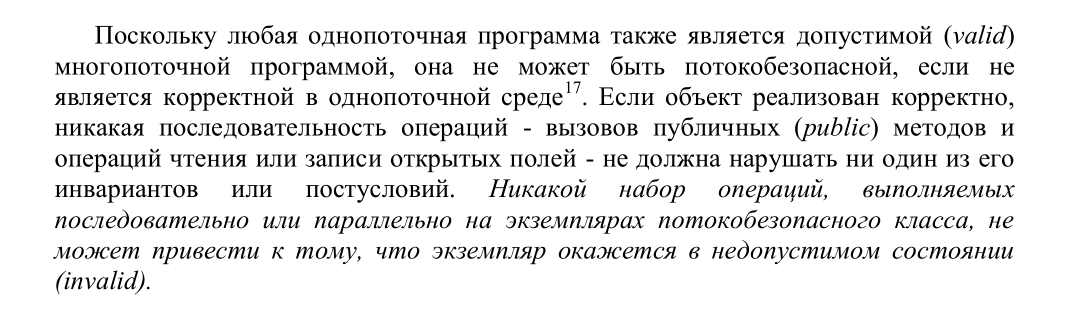 Поскольку любая однопоточная программа также является допустимой (valid)
многопоточной программой, она не может быть потокобезопасной, если не
является корректной в однопоточной среде17. Если объект реализован корректно,
никакая последовательность операций - вызовов публичных (public) методов и
операций чтения или записи открытых полей - не должна нарушать ни один из его
инвариантов или постусловий. Никакой набор операций, выполняемых
последовательно или параллельно на экземплярах потокобезопасного класса, не
может привести к тому, что экземпляр окажется в недопустимом состоянии
(invalid).